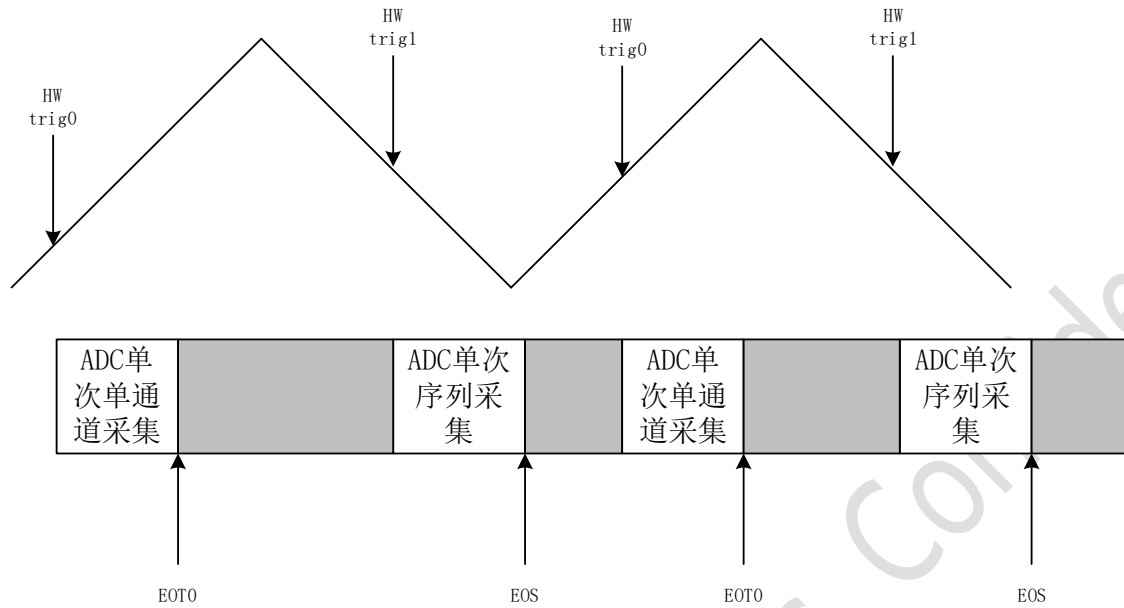 HW
trig0
HW
trig1
HW
trig0
HW
trig1
ADC单
次单通
道采集
ADC单次
序列采
集
ADC单
次单通
道采集
ADC单次
序列采
集
EOT0
EOS
EOT0
EOS